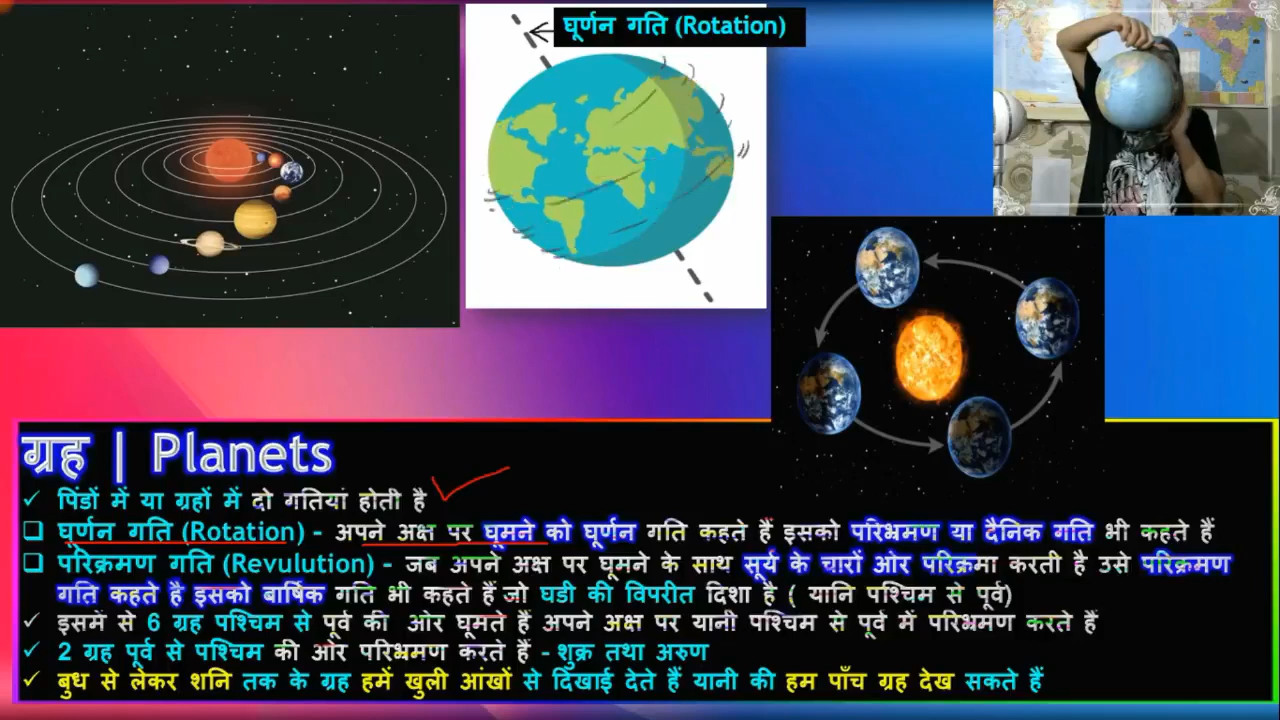 घूर्णन गति (Rotation)
ग्रह | Planets
✓ पिंडों में या ग्रहों में दो गतियां होती है
❑ घूर्णन गति (Rotation) - अपने अक्ष पर घूमने को घूर्णन गति कहते हैं इसको परिभ्रमण या दैनिक गति भी कहते हैं
❑ परिक्रमण गति (Revulution) - जब अपने अक्ष पर घूमने के साथ सूर्य के चारों ओर परिक्रमा करती है उसे परिक्रमण
गति कहते है इसको बार्षिक गति भी कहते हैं जो घडी की विपरीत दिशा है ( यानि पश्चिम से पूर्व)
✓ इसमें से 6 ग्रह पश्चिम से पूर्व की ओर घूमते हैं अपने अक्ष पर यानी पश्चिम से पूर्व में परिभ्रमण करते हैं
✓ 2 ग्रह पूर्व से पश्चिम की ओर परिभ्रमण करते हैं - शुक्र तथा अरुण
✓ बुध से लेकर शनि तक के ग्रह हमें खुली आंखों से दिखाई देते हैं यानी की हम पाँच ग्रह देख सकते हैं